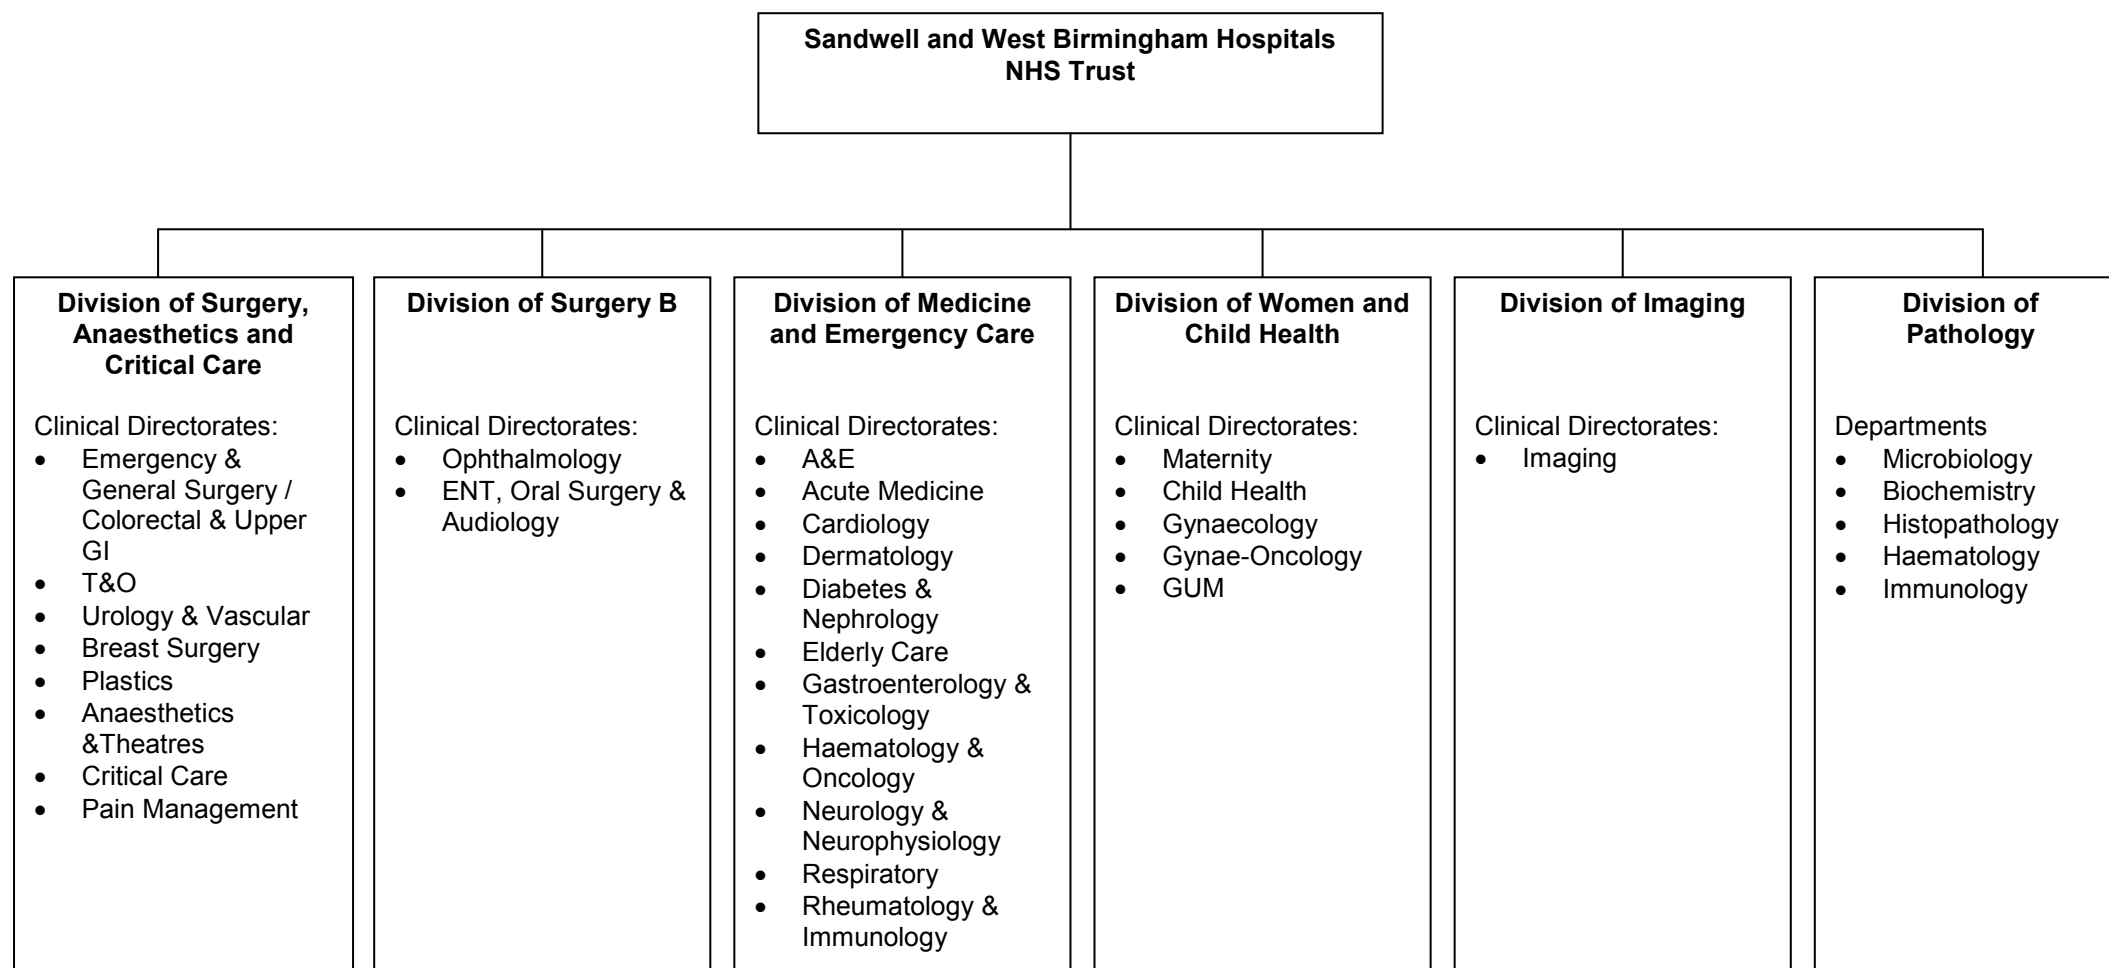 Sandwell and West Birmingham Hospitals
NHS Trust
Division of Surgery,
Anaesthetics and
Critical Care
Clinical Directorates:
• Emergency &
General Surgery /
Colorectal & Upper
GI
• T&O
• Urology & Vascular
• Breast Surgery
• Plastics
• Anaesthetics
&Theatres
• Critical Care
• Pain Management
Division of Surgery B
Clinical Directorates:
• Ophthalmology
• ENT, Oral Surgery &
Audiology
Division of Medicine
and Emergency Care
Clinical Directorates:
• A&E
• Acute Medicine
• Cardiology
• Dermatology
• Diabetes &
Nephrology
• Elderly Care
• Gastroenterology &
Toxicology
• Haematology &
Oncology
• Neurology &
Neurophysiology
• Respiratory
• Rheumatology &
Immunology
Division of Women and
Child Health
Clinical Directorates:
• Maternity
• Child Health
• Gynaecology
• Gynae-Oncology
• GUM
Division of Imaging
Clinical Directorates:
• Imaging
Division of
Pathology
Departments
• Microbiology
• Biochemistry
• Histopathology
• Haematology
• Immunology